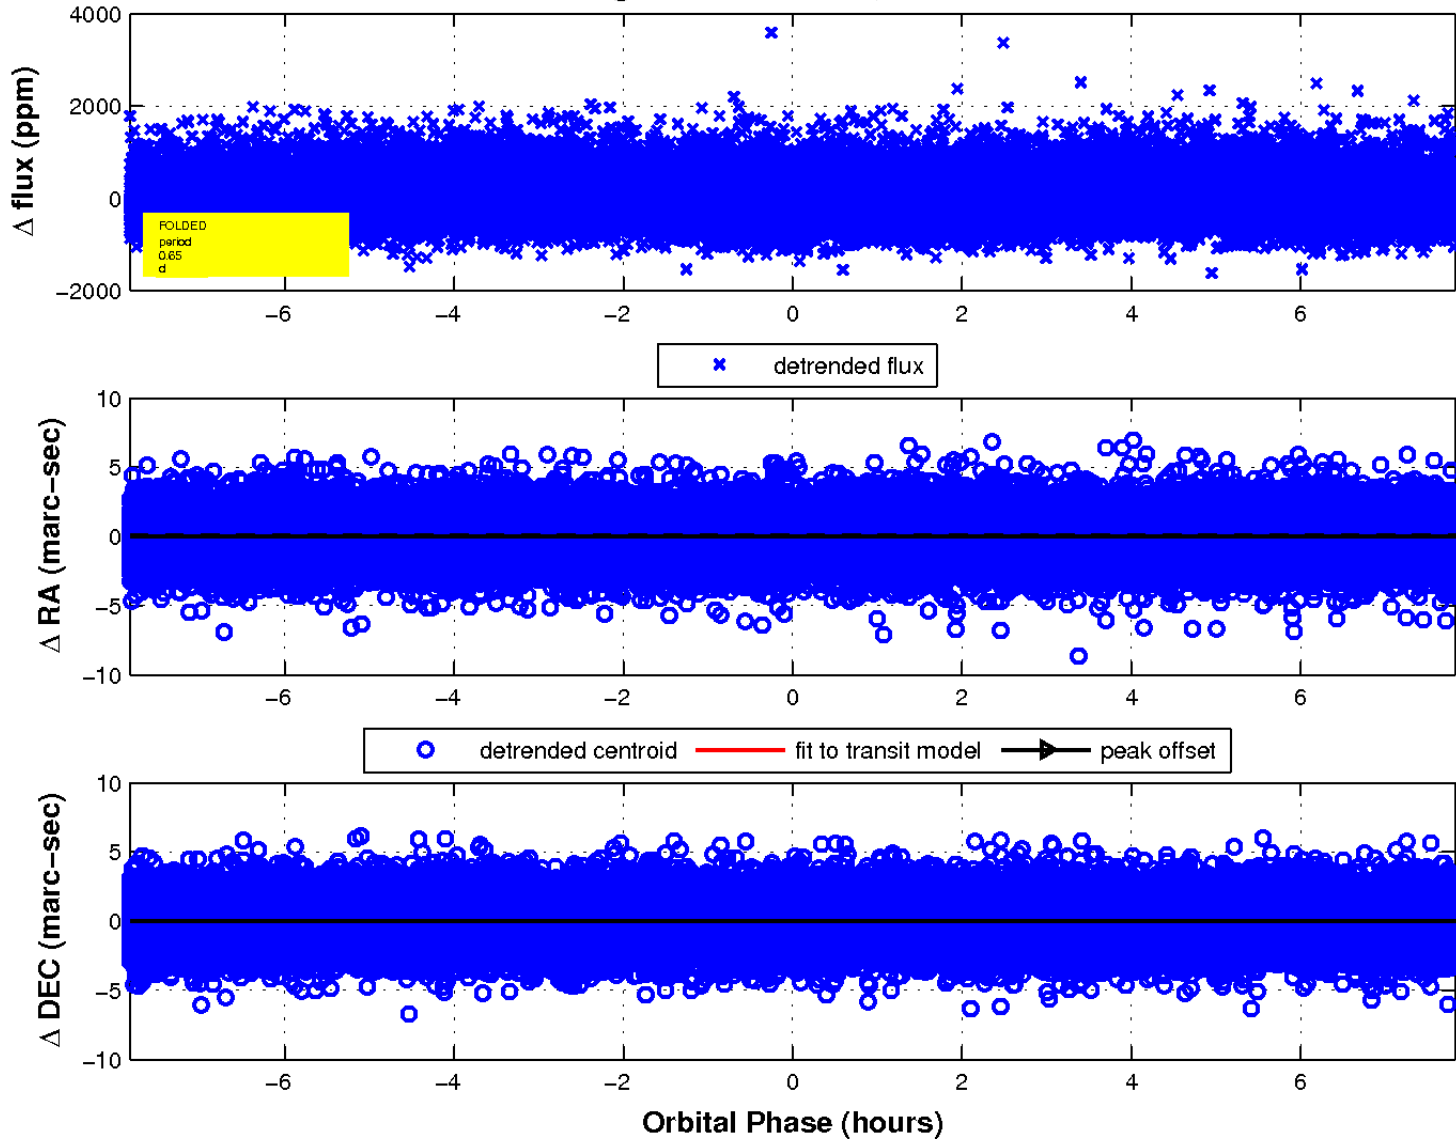 4000
2000
0
−2000
Δ flux (ppm)
FOLDED
period
0.65
d
−6 −4 −2 0 2 4 6
detrended flux
10
5
0
−5
−10
Δ RA (marc−sec)
−6 −4 −2 0 2 4 6
detrended centroid fit to transit model peak offset
10
5
0
−5
−10
Δ DEC (marc−sec)
−6 −4 −2 0 2 4 6
Orbital Phase (hours)